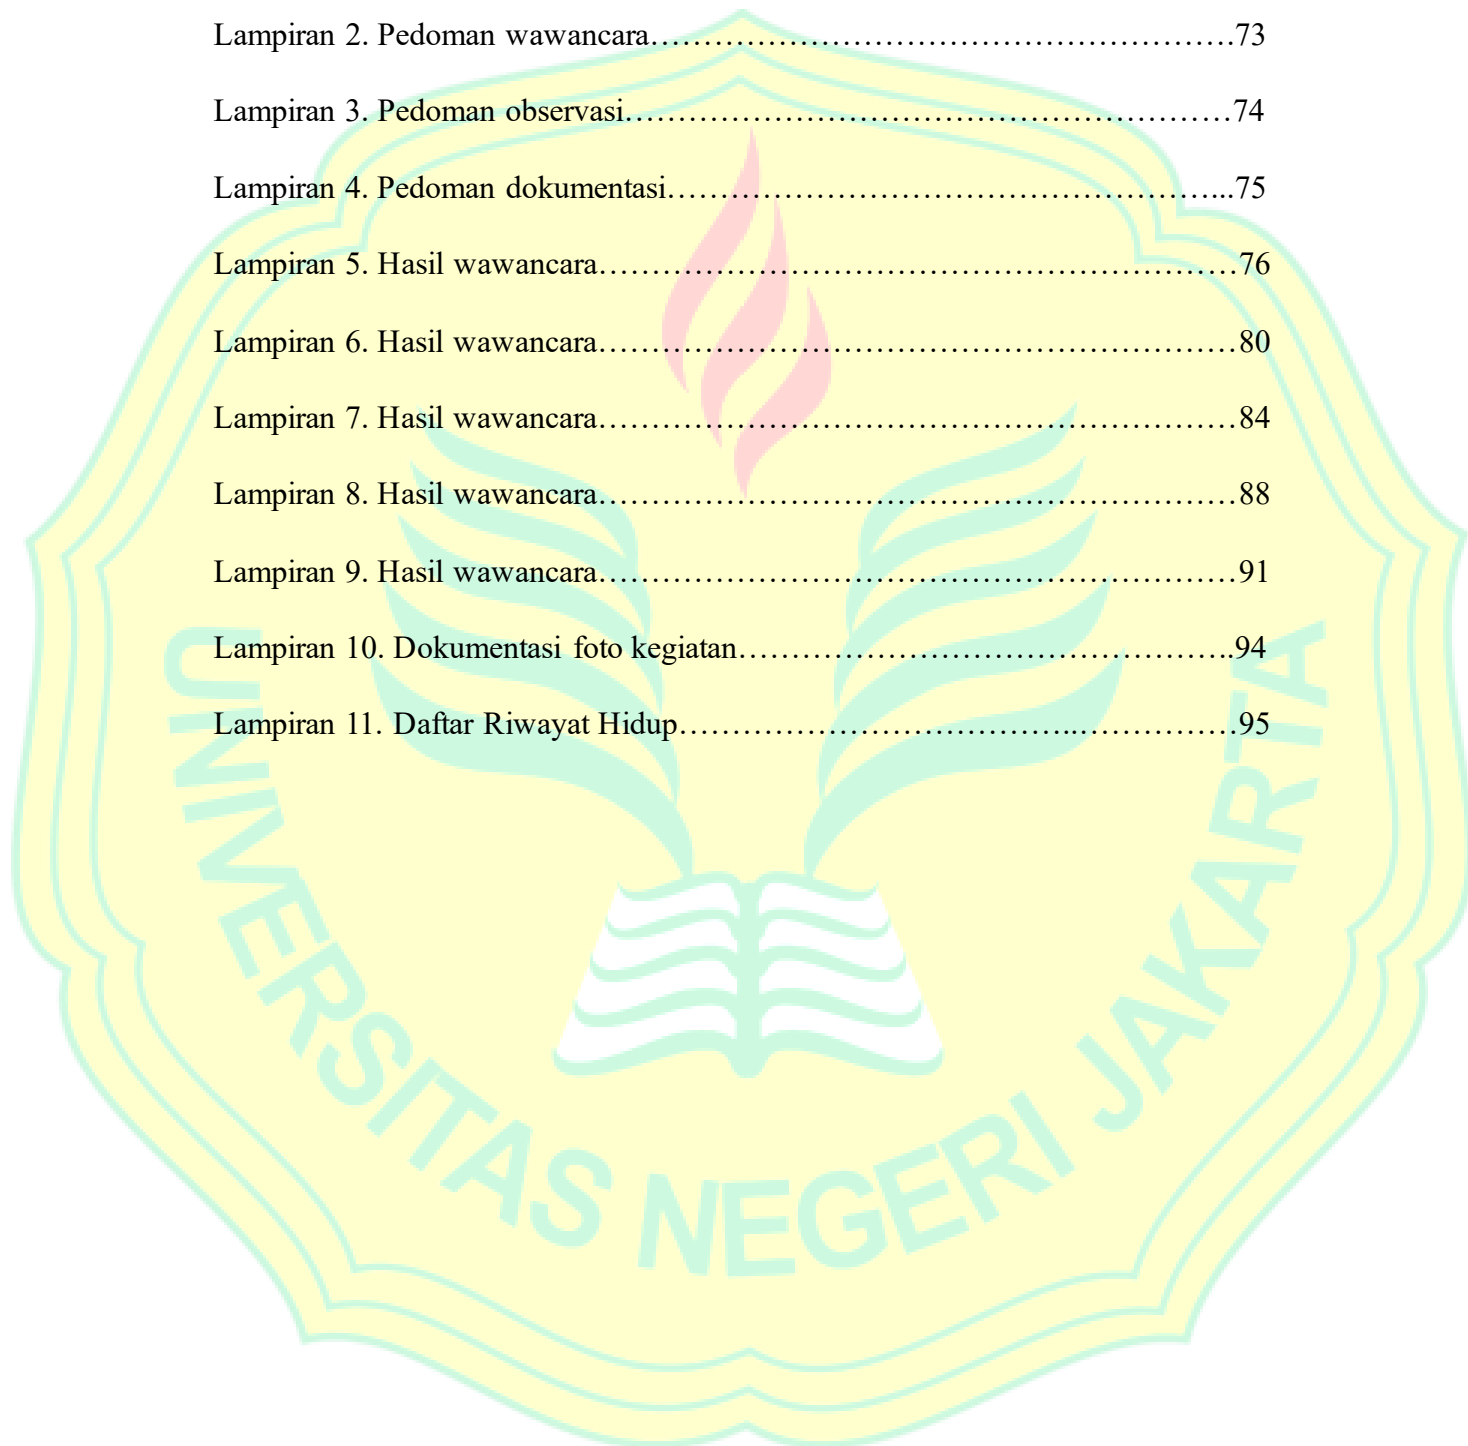 Lampiran 2. Pedoman wawancara……………………………………………………73
Lampiran 3. Pedoman observasi………………………………………………………74
Lampiran 4. Pedoman dokumentasi…………………………………………………...75
Lampiran 5. Hasil wawancara…………………………………………………………76
Lampiran 6. Hasil wawancara…………………………………………………………80
Lampiran 7. Hasil wawancara…………………………………………………………84
Lampiran 8. Hasil wawancara…………………………………………………………88
Lampiran 9. Hasil wawancara…………………………………………………………91
Lampiran 10. Dokumentasi foto kegiatan…………………………………………..94
Lampiran 11. Daftar Riwayat Hidup…………………………………..……………95
UNIVERSITAS NEGERI JAKARTA